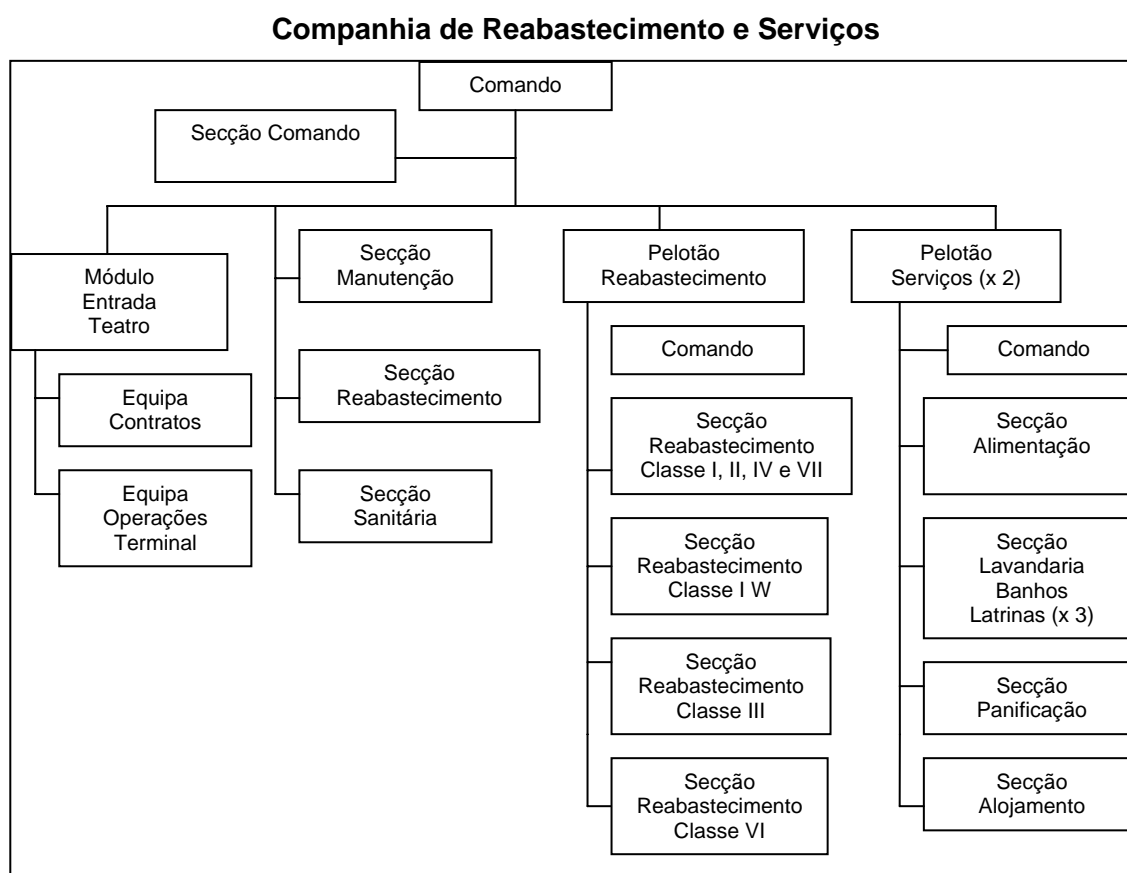 Companhia de Reabastecimento e Serviços
Comando
Secção Comando
Módulo
Entrada
Teatro
Equipa
Contratos
Equipa
Operações
Terminal
Secção
Manutenção
Secção
Reabastecimento
Secção
Sanitária
Pelotão
Reabastecimento
Comando
Secção
Reabastecimento
Classe I, II, IV e VII
Secção
Reabastecimento
Classe I W
Secção
Reabastecimento
Classe III
Secção
Reabastecimento
Classe VI
Pelotão
Serviços (x 2)
Comando
Secção
Alimentação
Secção
Lavandaria
Banhos
Latrinas (x 3)
Secção
Panificação
Secção
Alojamento